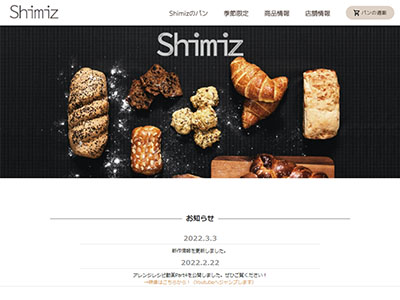 Shimiz
Shimizのパン 季節限定 商品情報 店舗情報 パンの通販
Shimiz
お知らせ
2022.3.3
新作情報を更新しました。
2022.2.22
アレンジレシピ動画Part4を公開しました。ぜひご覧ください！
⇒動画はこちらから！（Youtubeへジャンプします）